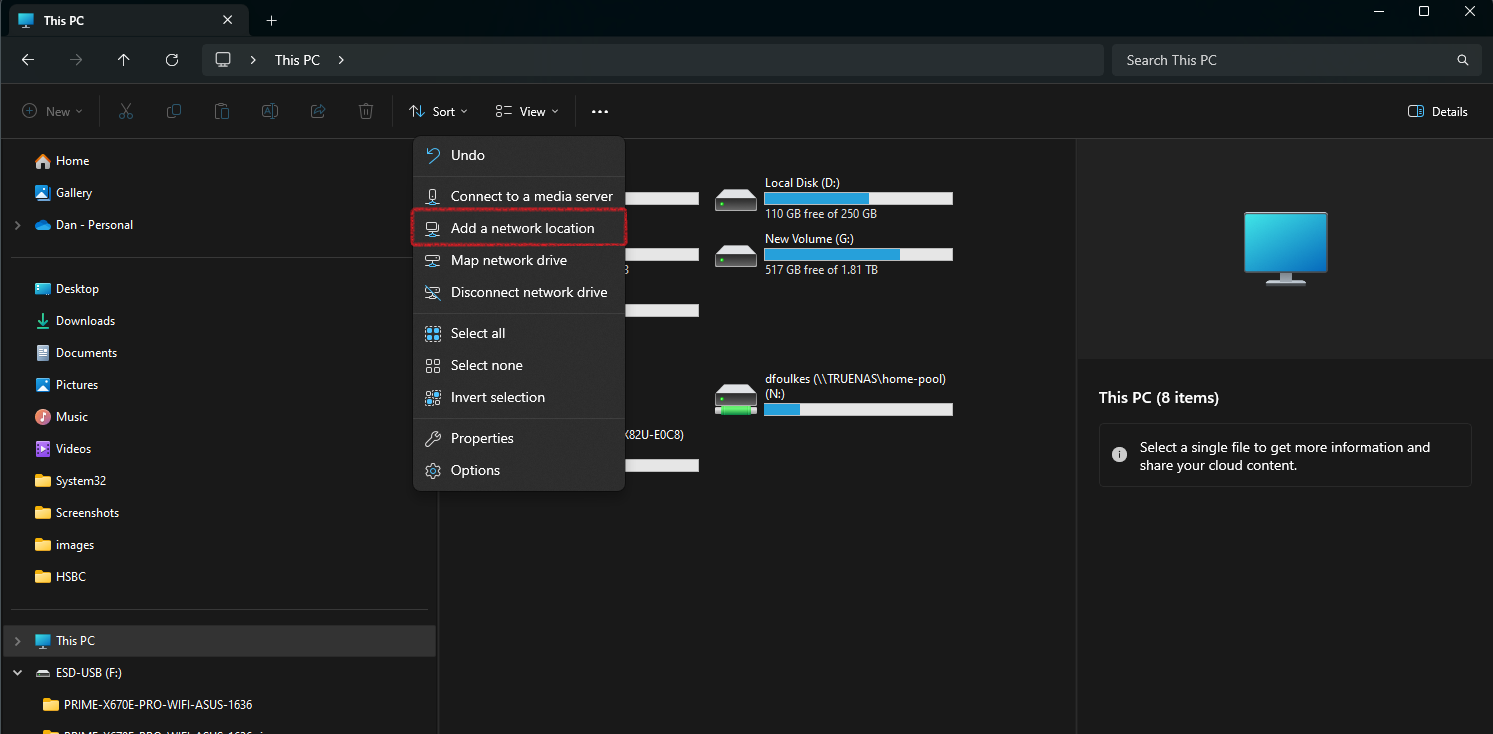 This PC
This PC
Search This PC
New
Sort
View
Details
Home
Gallery
Dan - Personal
Desktop
Downloads
Documents
Pictures
Music
Videos
System32
Screenshots
images
HSBC
This PC
ESD-USB (F:)
PRIME-X670E-PRO-WIFI-ASUS-1636
Undo
Connect to a media server
Add a network location
Map network drive
Disconnect network drive
Select all
Select none
Invert selection
Properties
Options
Local Disk (D:)
110 GB free of 250 GB
New Volume (G:)
517 GB free of 1.81 TB
dfoulkes (\\TRUENAS\home-pool)
(N:)
X82U-E0C8)
This PC (8 items)
Select a single file to get more information and
share your cloud content.